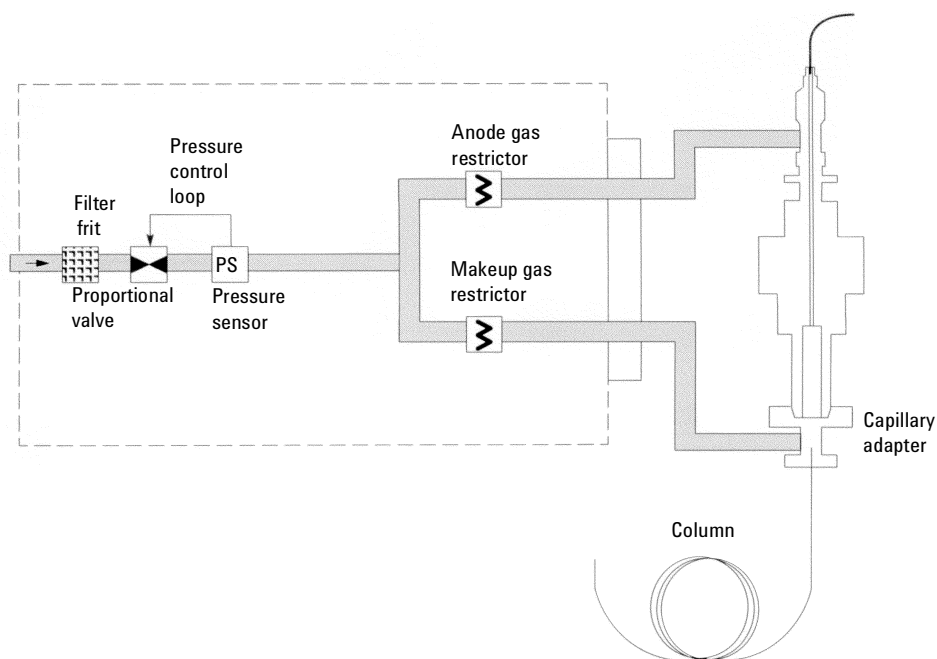 Anode gas
restrictor
Pressure
control
loop
Filter
frit
PS
Makeup gas
restrictor
Proportional
valve
Pressure
sensor
Capillary
adapter
Column